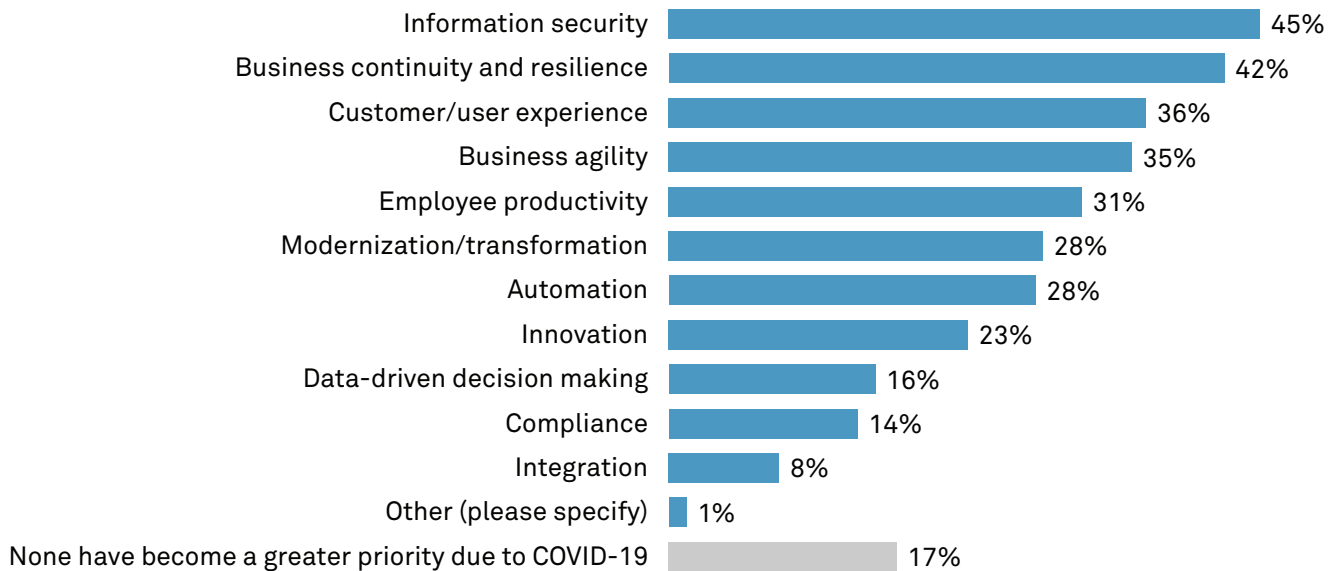 Information security 45%
Business continuity and resilience 42%
Customer/user experience 36%
Business agility 35%
Employee productivity 31%
Modernization/transformation 28%
Automation 28%
Innovation 23%
Data-driven decision making 16%
Compliance 14%
Integration 8%
Other (please specify) 1%
None have become a greater priority due to COVID-19 17%